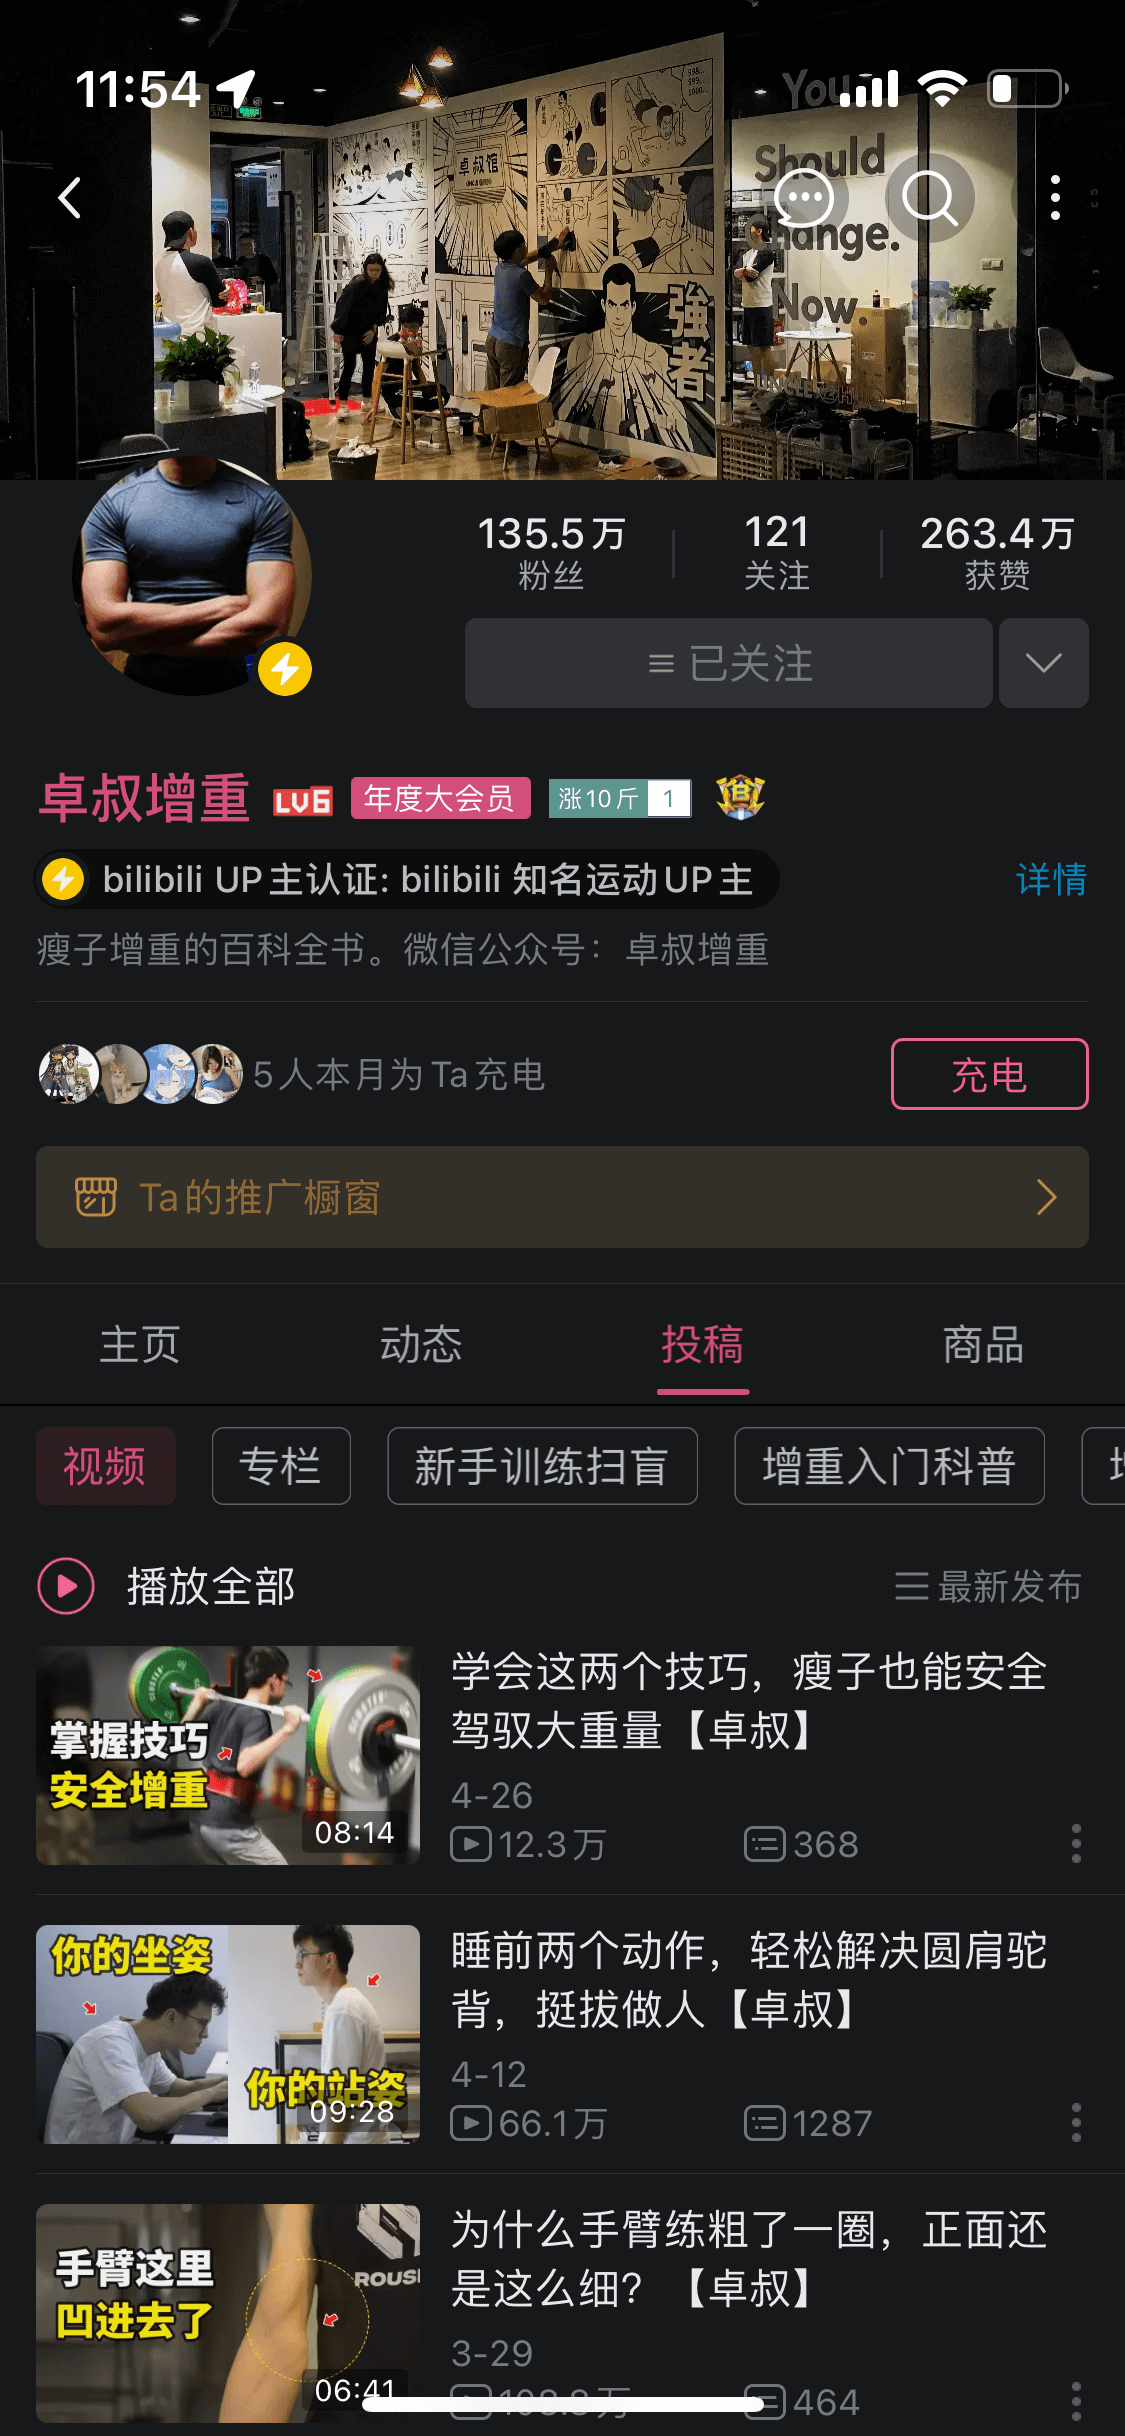 11:54
You
Should
Change.
Now
卓叔馆
強者
135.5万
粉丝
121
关注
263.4万
获赞
已关注
卓叔增重 LV6 年度大会员 涨10斤 1
bilibili UP主认证: bilibili 知名运动UP主 详情
瘦子增重的百科全书。微信公众号：卓叔增重
5人本月为Ta充电 充电
Ta的推广橱窗
主页 动态 投稿 商品
视频 专栏 新手训练扫盲 增重入门科普
播放全部 最新发布
掌握技巧
安全增重
08:14
学会这两个技巧，瘦子也能安全
驾驭大重量【卓叔】
4-26
12.3万 368
你的坐姿
你的站姿
09:28
睡前两个动作，轻松解决圆肩驼
背，挺拔做人【卓叔】
4-12
66.1万 1287
手臂这里
凹进去了
06:41
为什么手臂练粗了一圈，正面还
是这么细？【卓叔】
3-29
464